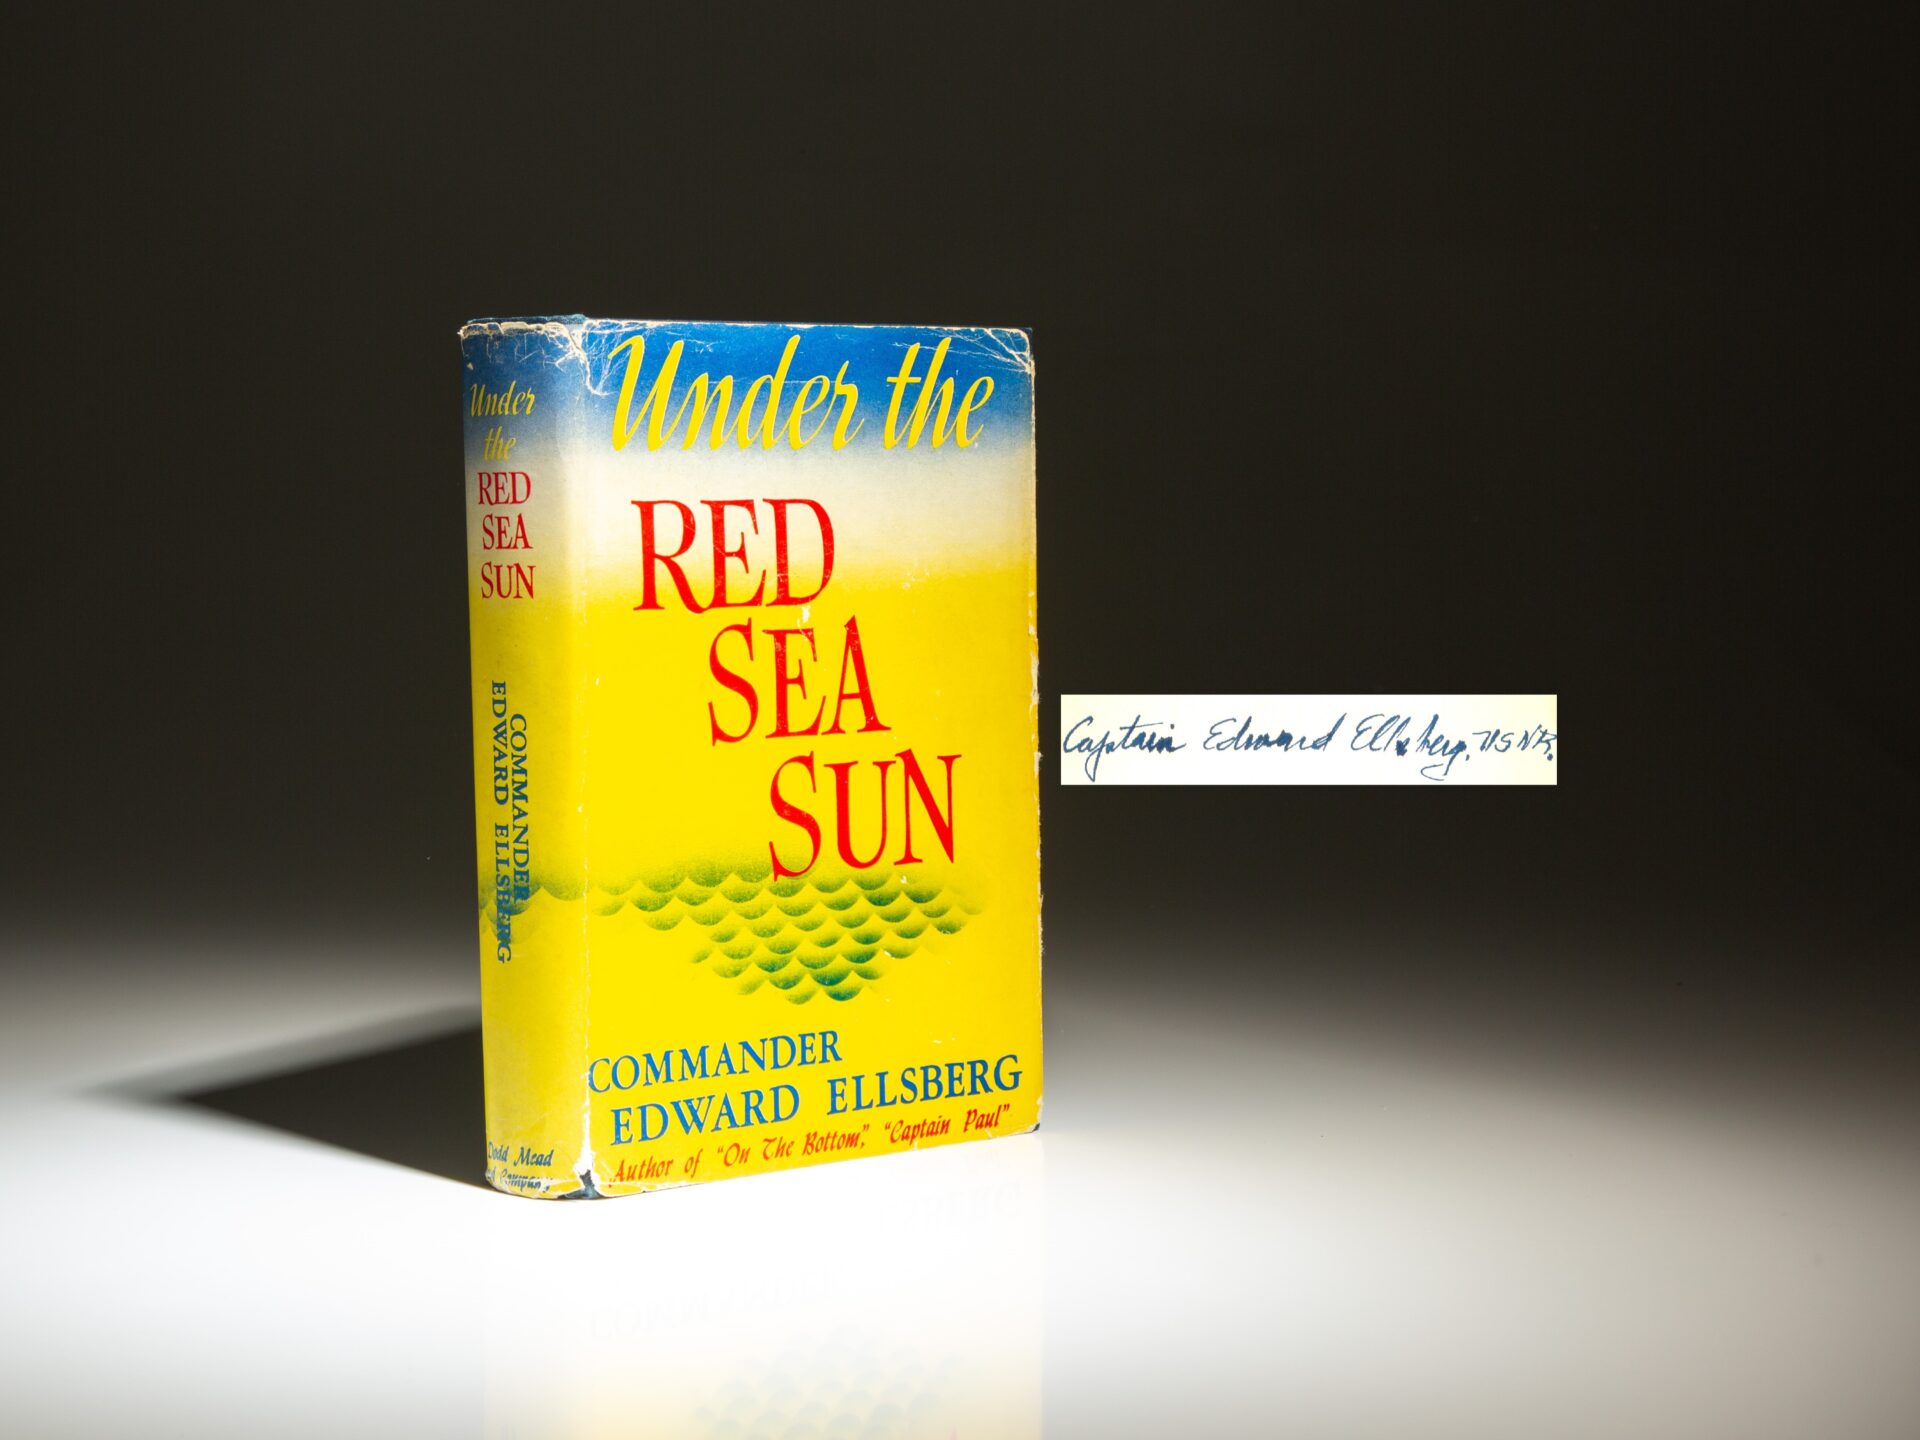 Under
the
RED
SEA
SUN
COMMANDER
EDWARD ELLSBERG
Dodd Mead
Company
Under the
RED
SEA
SUN
COMMANDER
EDWARD ELLSBERG
Author of "On The Bottom", "Captain Paul"
Captain Edward Ellsberg. USNR.